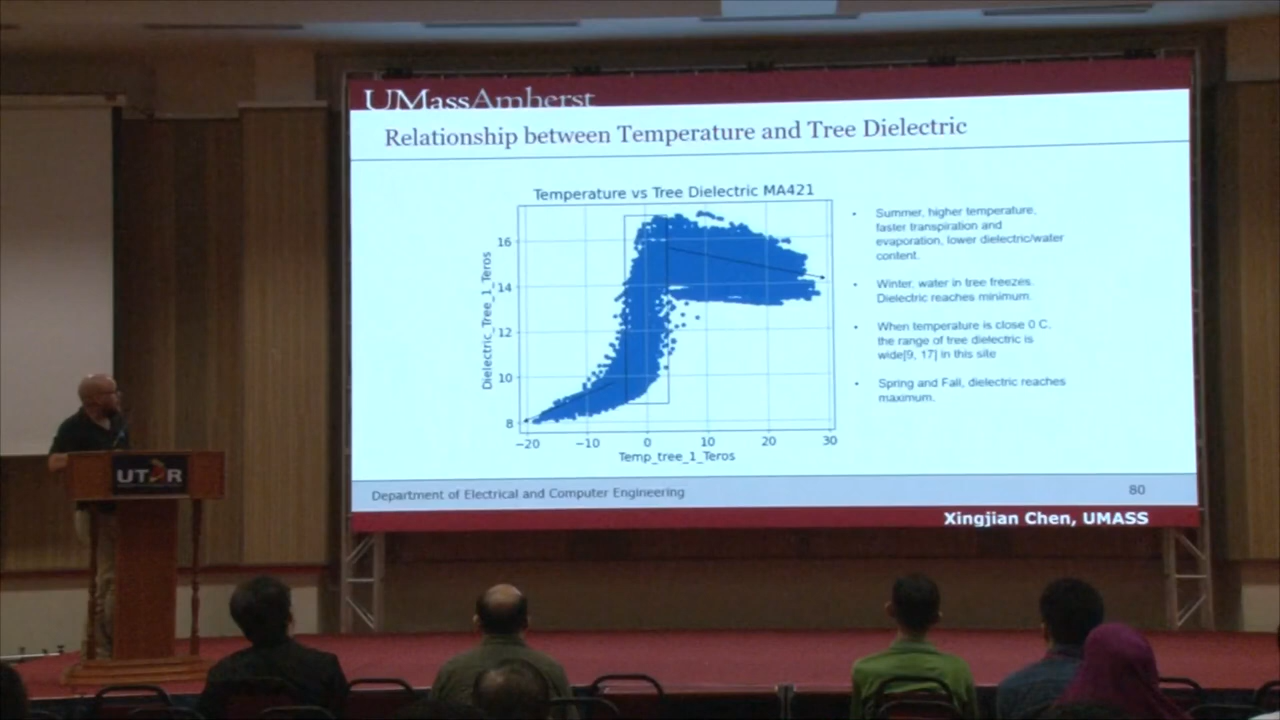 UMassAmherst
Relationship between Temperature and Tree Dielectric
Temperature vs Tree Dielectric MA421
Dielectric_Tree_1_Teros
16
14
12
10
8
−20 −10 0 10 20 30
Temp_tree_1_Teros
• Summer, higher temperature,
faster transpiration and
evaporation, lower dielectric/water
content.
• Winter, water in tree freezes.
Dielectric reaches minimum.
• When temperature is close 0 C,
the range of tree dielectric is
wide[9, 17] in this site
• Spring and Fall, dielectric reaches
maximum.
Department of Electrical and Computer Engineering
80
Xingjian Chen, UMASS
UTAR